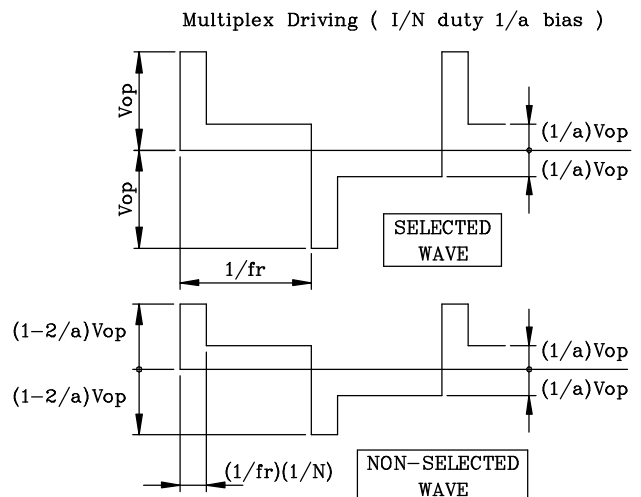 Multiplex Driving ( I/N duty 1/a bias )
Vop
(1/a)Vop
(1/a)Vop
Vop
SELECTED
WAVE
1/fr
(1-2/a)Vop
(1/a)Vop
(1-2/a)Vop
(1/a)Vop
(1/fr)(1/N)
NON-SELECTED
WAVE